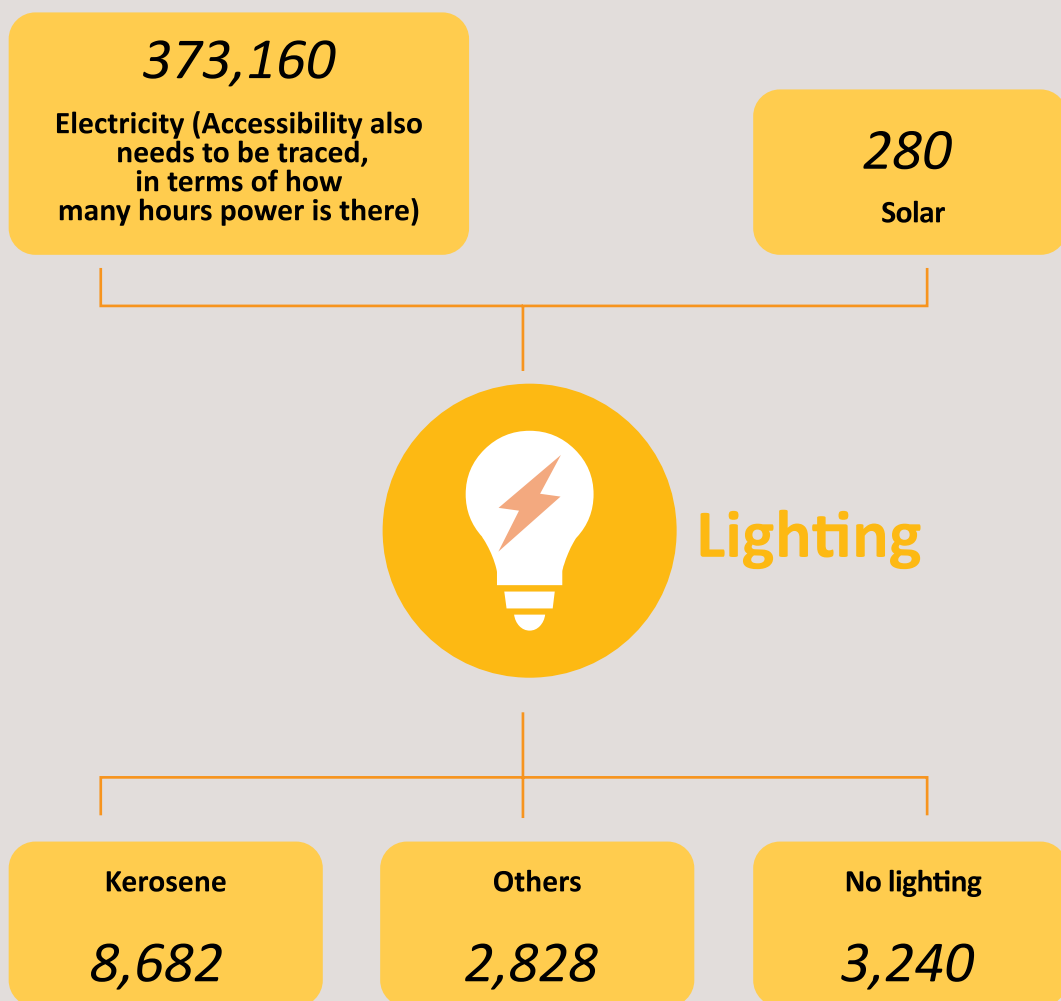 373,160
Electricity (Accessibility also
needs to be traced,
in terms of how
many hours power is there)
280
Solar
Lighting
Kerosene
8,682
Others
2,828
No lighting
3,240